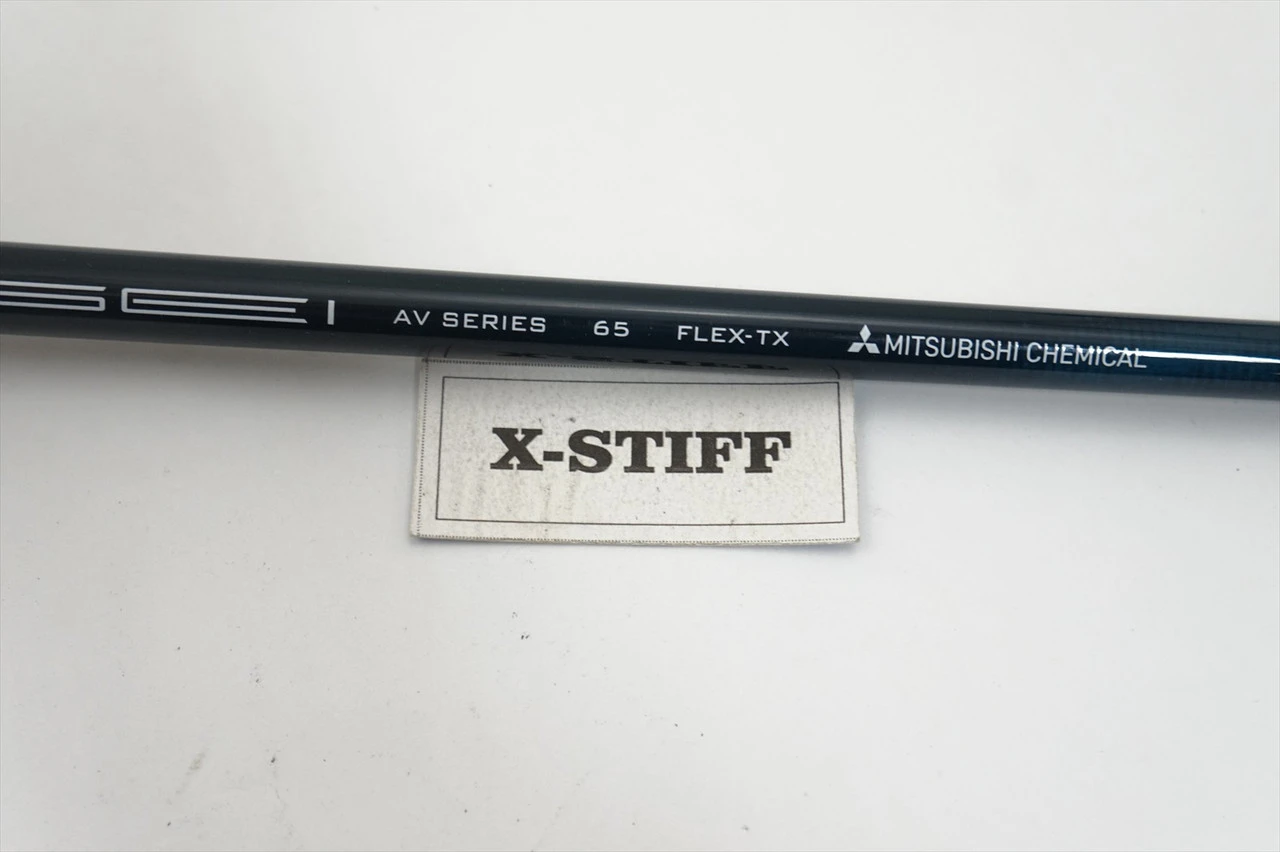 AV SERIES 65 FLEX-TX MITSUBISHI CHEMICAL
X-STIFF